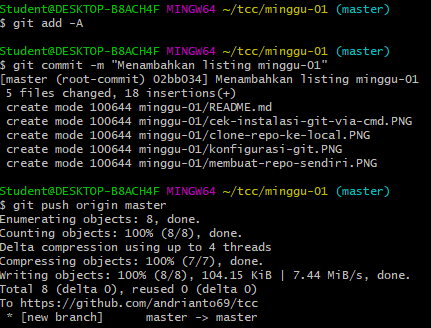 Student@DESKTOP-B8ACH4F MINGW64 ~/tcc/minggu-01 (master)
$ git add -A
Student@DESKTOP-B8ACH4F MINGW64 ~/tcc/minggu-01 (master)
$ git commit -m "Menambahkan listing minggu-01"
[master (root-commit) 02bb034] Menambahkan listing minggu-01
 5 files changed, 18 insertions(+)
 create mode 100644 minggu-01/README.md
 create mode 100644 minggu-01/cek-instalasi-git-via-cmd.PNG
 create mode 100644 minggu-01/clone-repo-ke-local.PNG
 create mode 100644 minggu-01/konfigurasi-git.PNG
 create mode 100644 minggu-01/membuat-repo-sendiri.PNG
Student@DESKTOP-B8ACH4F MINGW64 ~/tcc/minggu-01 (master)
$ git push origin master
Enumerating objects: 8, done.
Counting objects: 100% (8/8), done.
Delta compression using up to 4 threads
Compressing objects: 100% (7/7), done.
Writing objects: 100% (8/8), 104.15 KiB | 7.44 MiB/s, done.
Total 8 (delta 0), reused 0 (delta 0)
To https://github.com/andrianto69/tcc
 * [new branch]      master -> master